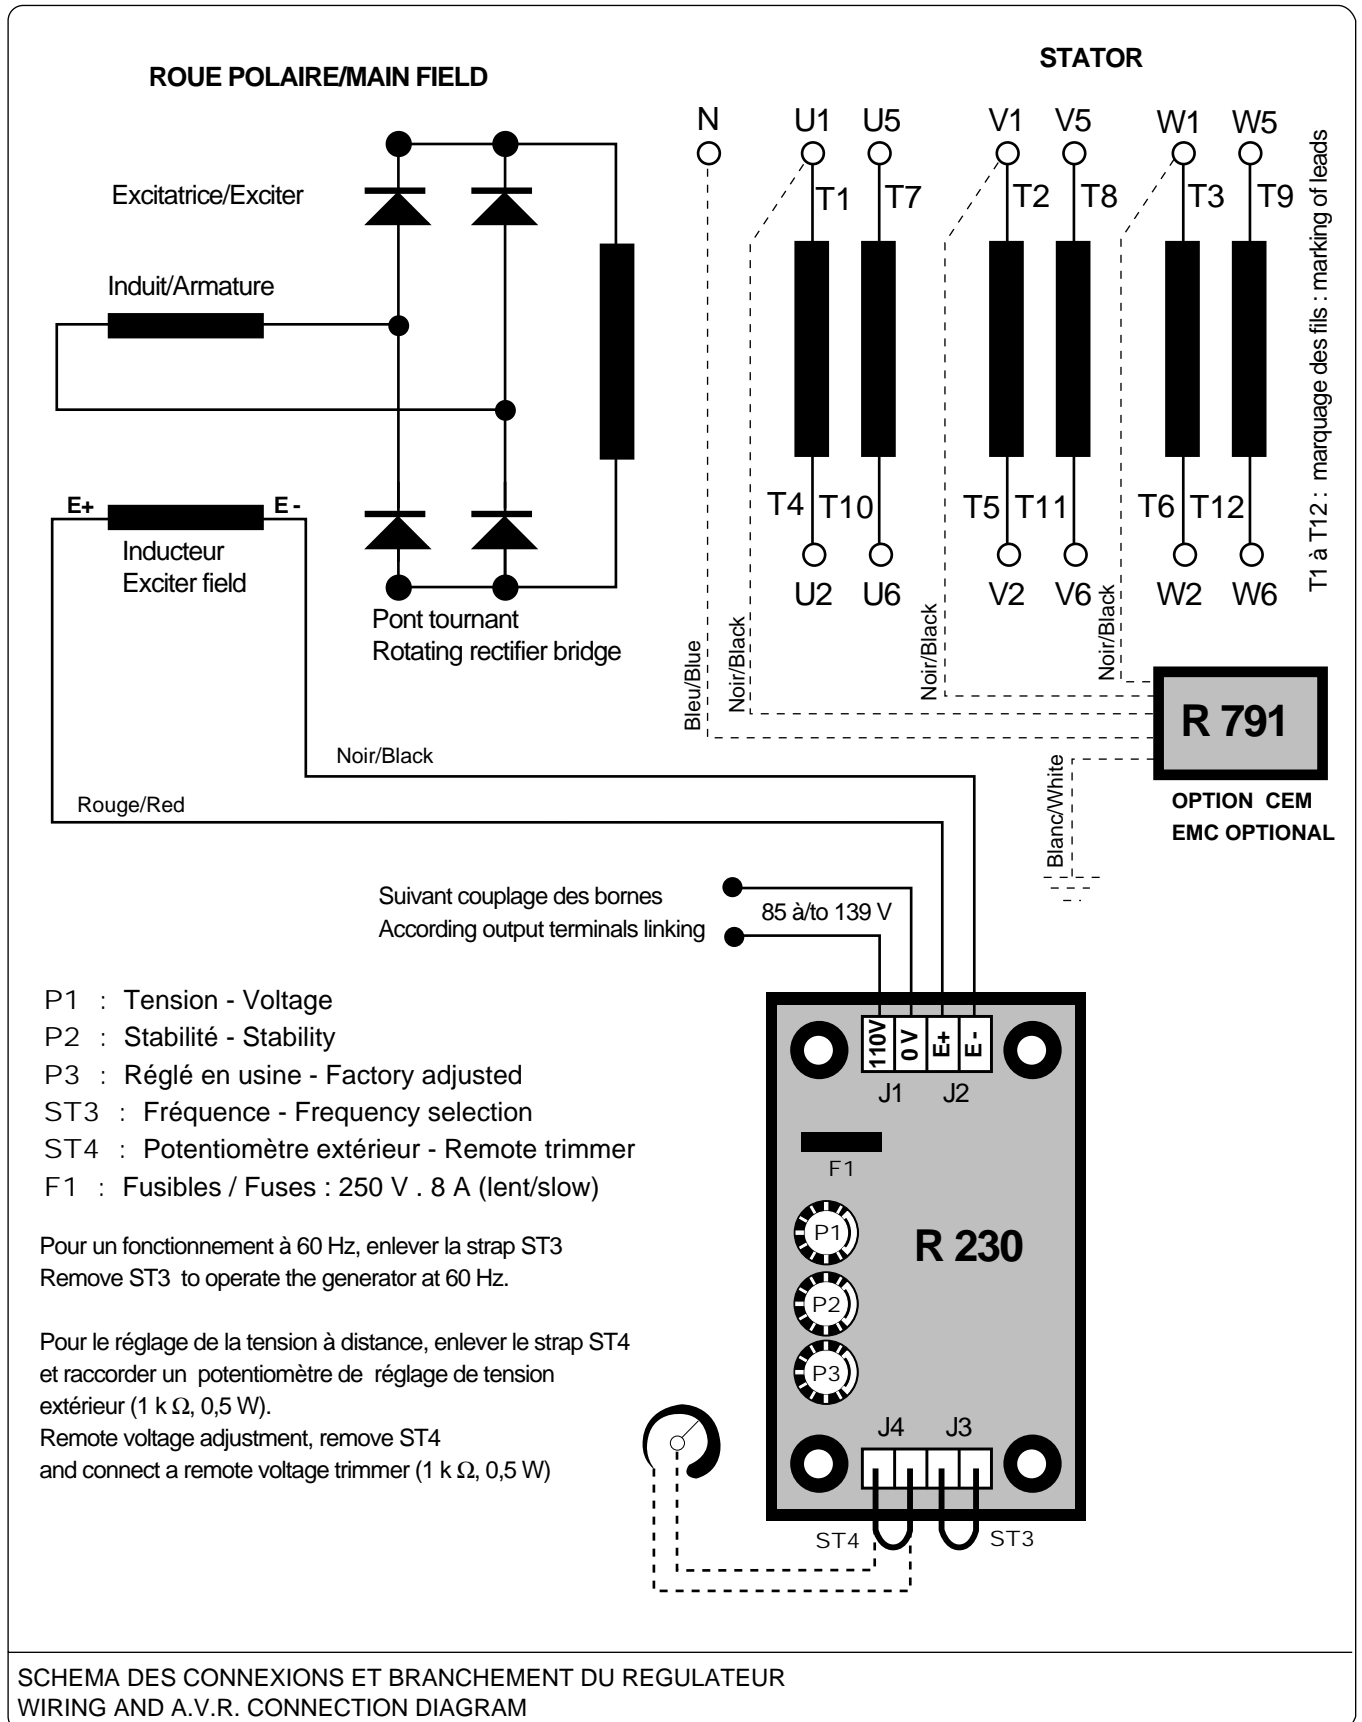 ROUE POLAIRE/MAIN FIELD
STATOR
N U1 U5 V1 V5 W1 W5
T1 T7 T2 T8 T3 T9
Excitatrice/Exciter
Induit/Armature
T1 à T12 : marquage des fils : marking of leads
E+ E -
Inducteur
Exciter field
T4 T10 T5 T11 T6 T12
U2 U6 V2 V6 W2 W6
Pont tournant
Rotating rectifier bridge
Bleu/Blue
Noir/Black
Noir/Black
Noir/Black
R 791
OPTION CEM
EMC OPTIONAL
Blanc/White
Noir/Black
Rouge/Red
Suivant couplage des bornes
According output terminals linking
85 à/to 139 V
P1 : Tension - Voltage
P2 : Stabilité - Stability
P3 : Réglé en usine - Factory adjusted
ST3 : Fréquence - Frequency selection
ST4 : Potentiomètre extérieur - Remote trimmer
F1 : Fusibles / Fuses : 250 V . 8 A (lent/slow)
Pour un fonctionnement à 60 Hz, enlever la strap ST3
Remove ST3 to operate the generator at 60 Hz.
Pour le réglage de la tension à distance, enlever le strap ST4
et raccorder un potentiomètre de réglage de tension
extérieur (1 k Ω, 0,5 W).
Remote voltage adjustment, remove ST4
and connect a remote voltage trimmer (1 k Ω, 0,5 W)
110V 0 V E+ E -
J1 J2
F1
P1
R 230
P2
P3
J4 J3
ST4 ST3
SCHEMA DES CONNEXIONS ET BRANCHEMENT DU REGULATEUR
WIRING AND A.V.R. CONNECTION DIAGRAM